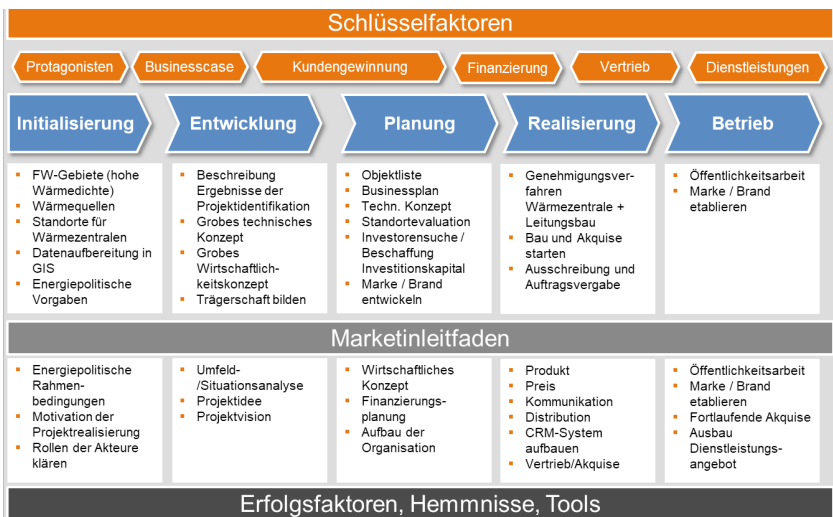 Schlüsselfaktoren
Protagonisten
Businesscase
Kundengewinnung
Finanzierung
Vertrieb
Dienstleistungen
Initialisierung
Entwicklung
Planung
Realisierung
Betrieb
▪ FW-Gebiete (hohe
Wärmedichte)
▪ Wärmequellen
▪ Standorte für
Wärmezentralen
▪ Datenaufbereitung in
GIS
▪ Energiepolitische
Vorgaben
▪ Beschreibung
Ergebnisse der
Projektidentifikation
▪ Grobes technisches
Konzept
▪ Grobes
Wirtschaftlich-
keitskonzept
▪ Trägerschaft bilden
▪ Objektliste
▪ Businessplan
▪ Techn. Konzept
▪ Standortevaluation
▪ Investorensuche /
Beschaffung
Investitionskapital
▪ Marke / Brand
entwickeln
▪ Genehmigungsver-
fahren
Wärmezentrale +
Leitungsbau
▪ Bau und Akquise
starten
▪ Ausschreibung und
Auftragsvergabe
▪ Öffentlichkeitsarbeit
▪ Marke / Brand
etablieren
Marketinleitfaden
▪ Energiepolitische
Rahmen-
bedingungen
▪ Motivation der
Projektrealisierung
▪ Rollen der Akteure
klären
▪ Umfeld-
/Situationsanalyse
▪ Projektidee
▪ Projektvision
▪ Wirtschaftliches
Konzept
▪ Finanzierungs-
planung
▪ Aufbau der
Organisation
▪ Produkt
▪ Preis
▪ Kommunikation
▪ Distribution
▪ CRM-System
aufbauen
▪ Vertrieb/Akquise
▪ Öffentlichkeitsarbeit
▪ Marke / Brand
etablieren
▪ Fortlaufende Akquise
▪ Ausbau
Dienstleistungs-
angebot
Erfolgsfaktoren, Hemmnisse, Tools